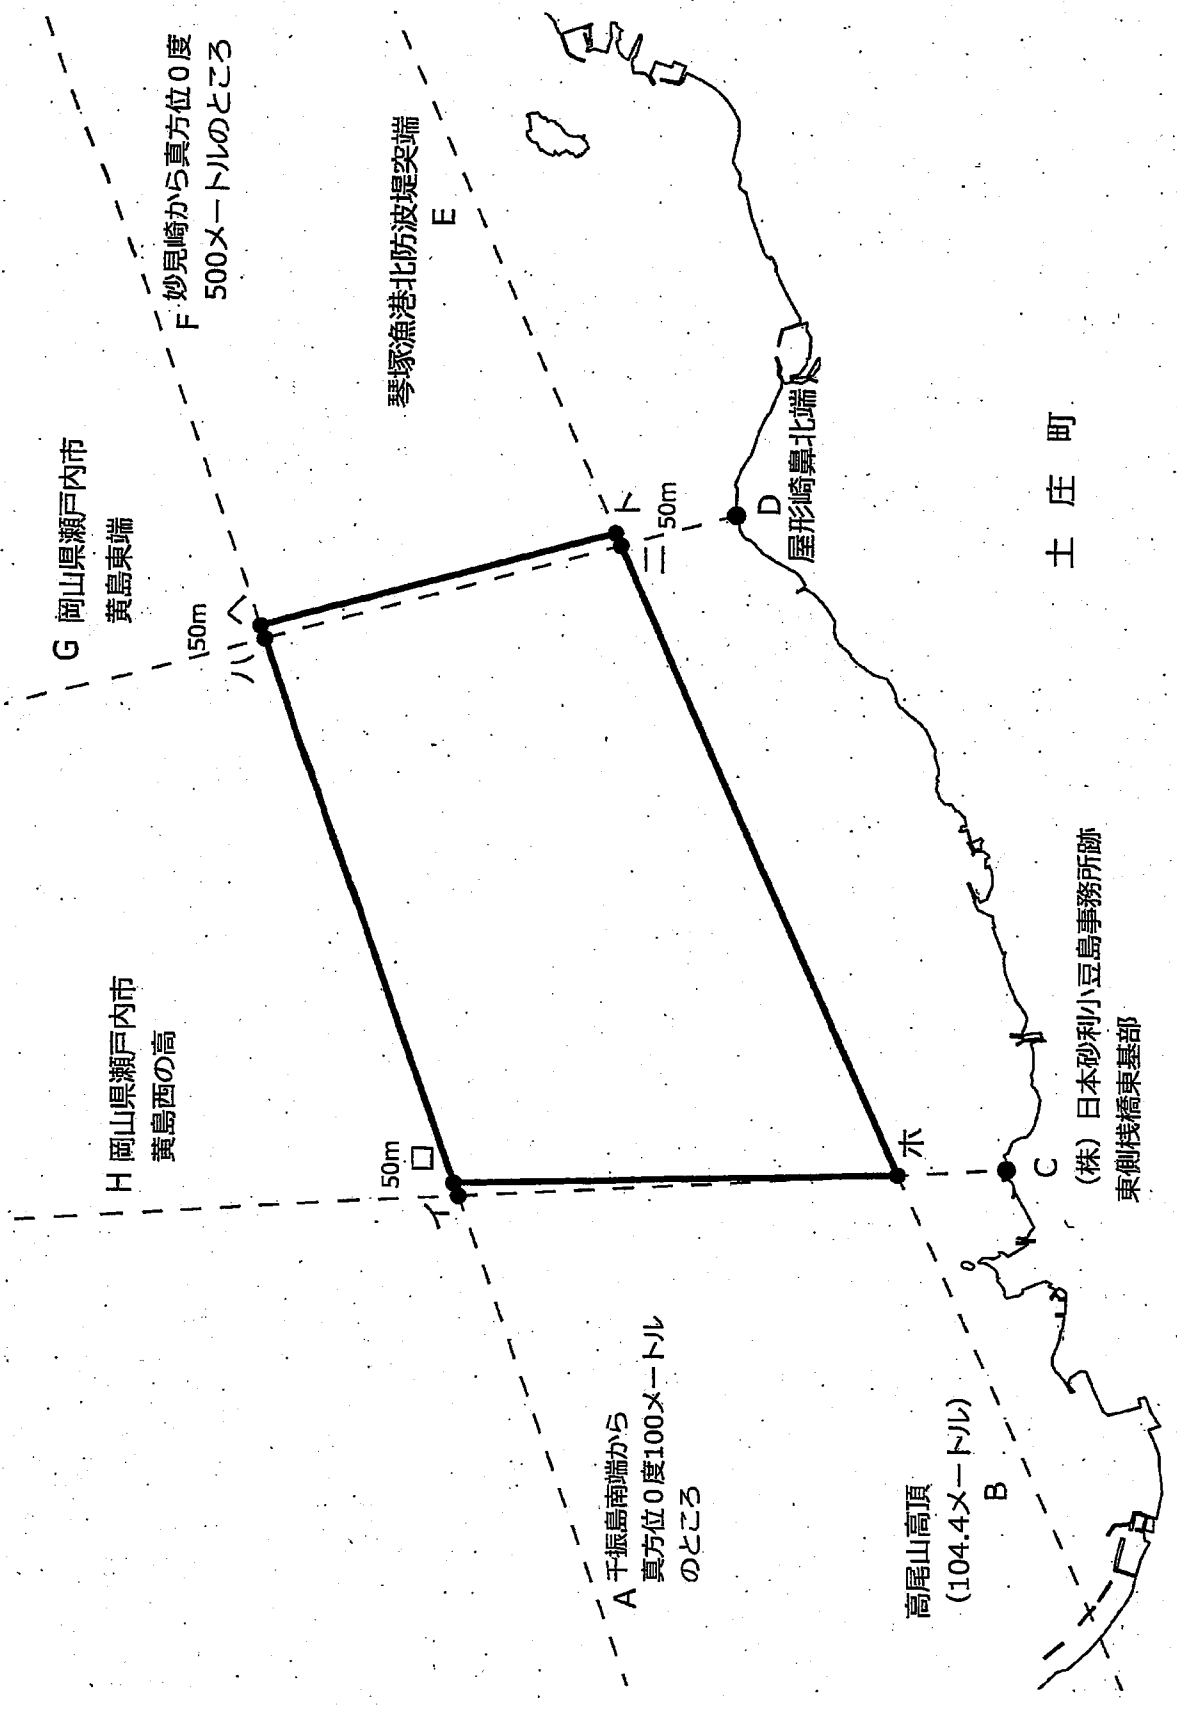 G 岡山県瀬戸内市
黄島東端
F 妙見崎から真方位0度
500メートルのところ
H 岡山県瀬戸内市
黄島西の高
琴塚漁港北防波堤突端
E
50m
ロ
イ
50m
ハ
ヘ
50m
ト
ニ
ホ
D
屋形崎鼻北端
A 千振島南端から
真方位0度100メートル
のところ
高尾山高頂
(104.4メートル)
B
C
(株)日本砂利小豆島事務所跡
東側桟橋東基部
土庄町